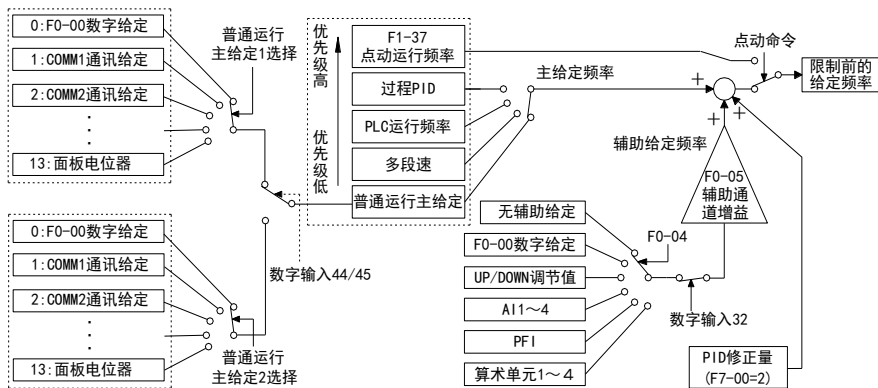 0:F0-00数字给定
1:COMM1通讯给定
2:COMM2通讯给定
13:面板电位器
普通运行
主给定1选择
0:F0-00数字给定
1:COMM1通讯给定
2:COMM2通讯给定
13:面板电位器
普通运行
主给定2选择
数字输入44/45
优先级高
优先级低
F1-37
点动运行频率
过程PID
PLC运行频率
多段速
普通运行主给定
主给定频率
+
+
+
点动命令
限制前的
给定频率
辅助给定频率
F0-05
辅助通
道增益
无辅助给定
F0-00数字给定
UP/DOWN调节值
AI1～4
PFI
算术单元1～4
F0-04
数字输入32
PID修正量
(F7-00=2)